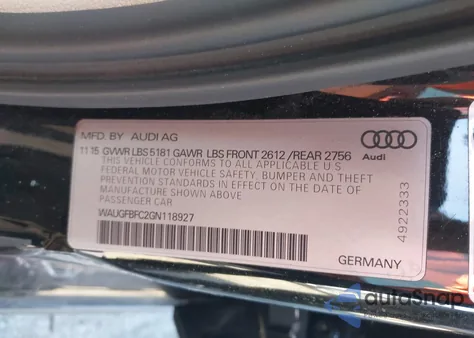 MFD. BY AUDI AG
11 15 GVWR LBS 5181 GAWR LBS FRONT 2612 /REAR 2756
THIS VEHICLE CONFORMS TO ALL APPLICABLE U.S
FEDERAL MOTOR VEHICLE SAFETY, BUMPER AND THEFT
PREVENTION STANDARDS IN EFFECT ON THE DATE OF
MANUFACTURE SHOWN ABOVE
PASSENGER CAR
WAUGFBFC2GN118927
Audi
4922333
GERMANY
autoSnap